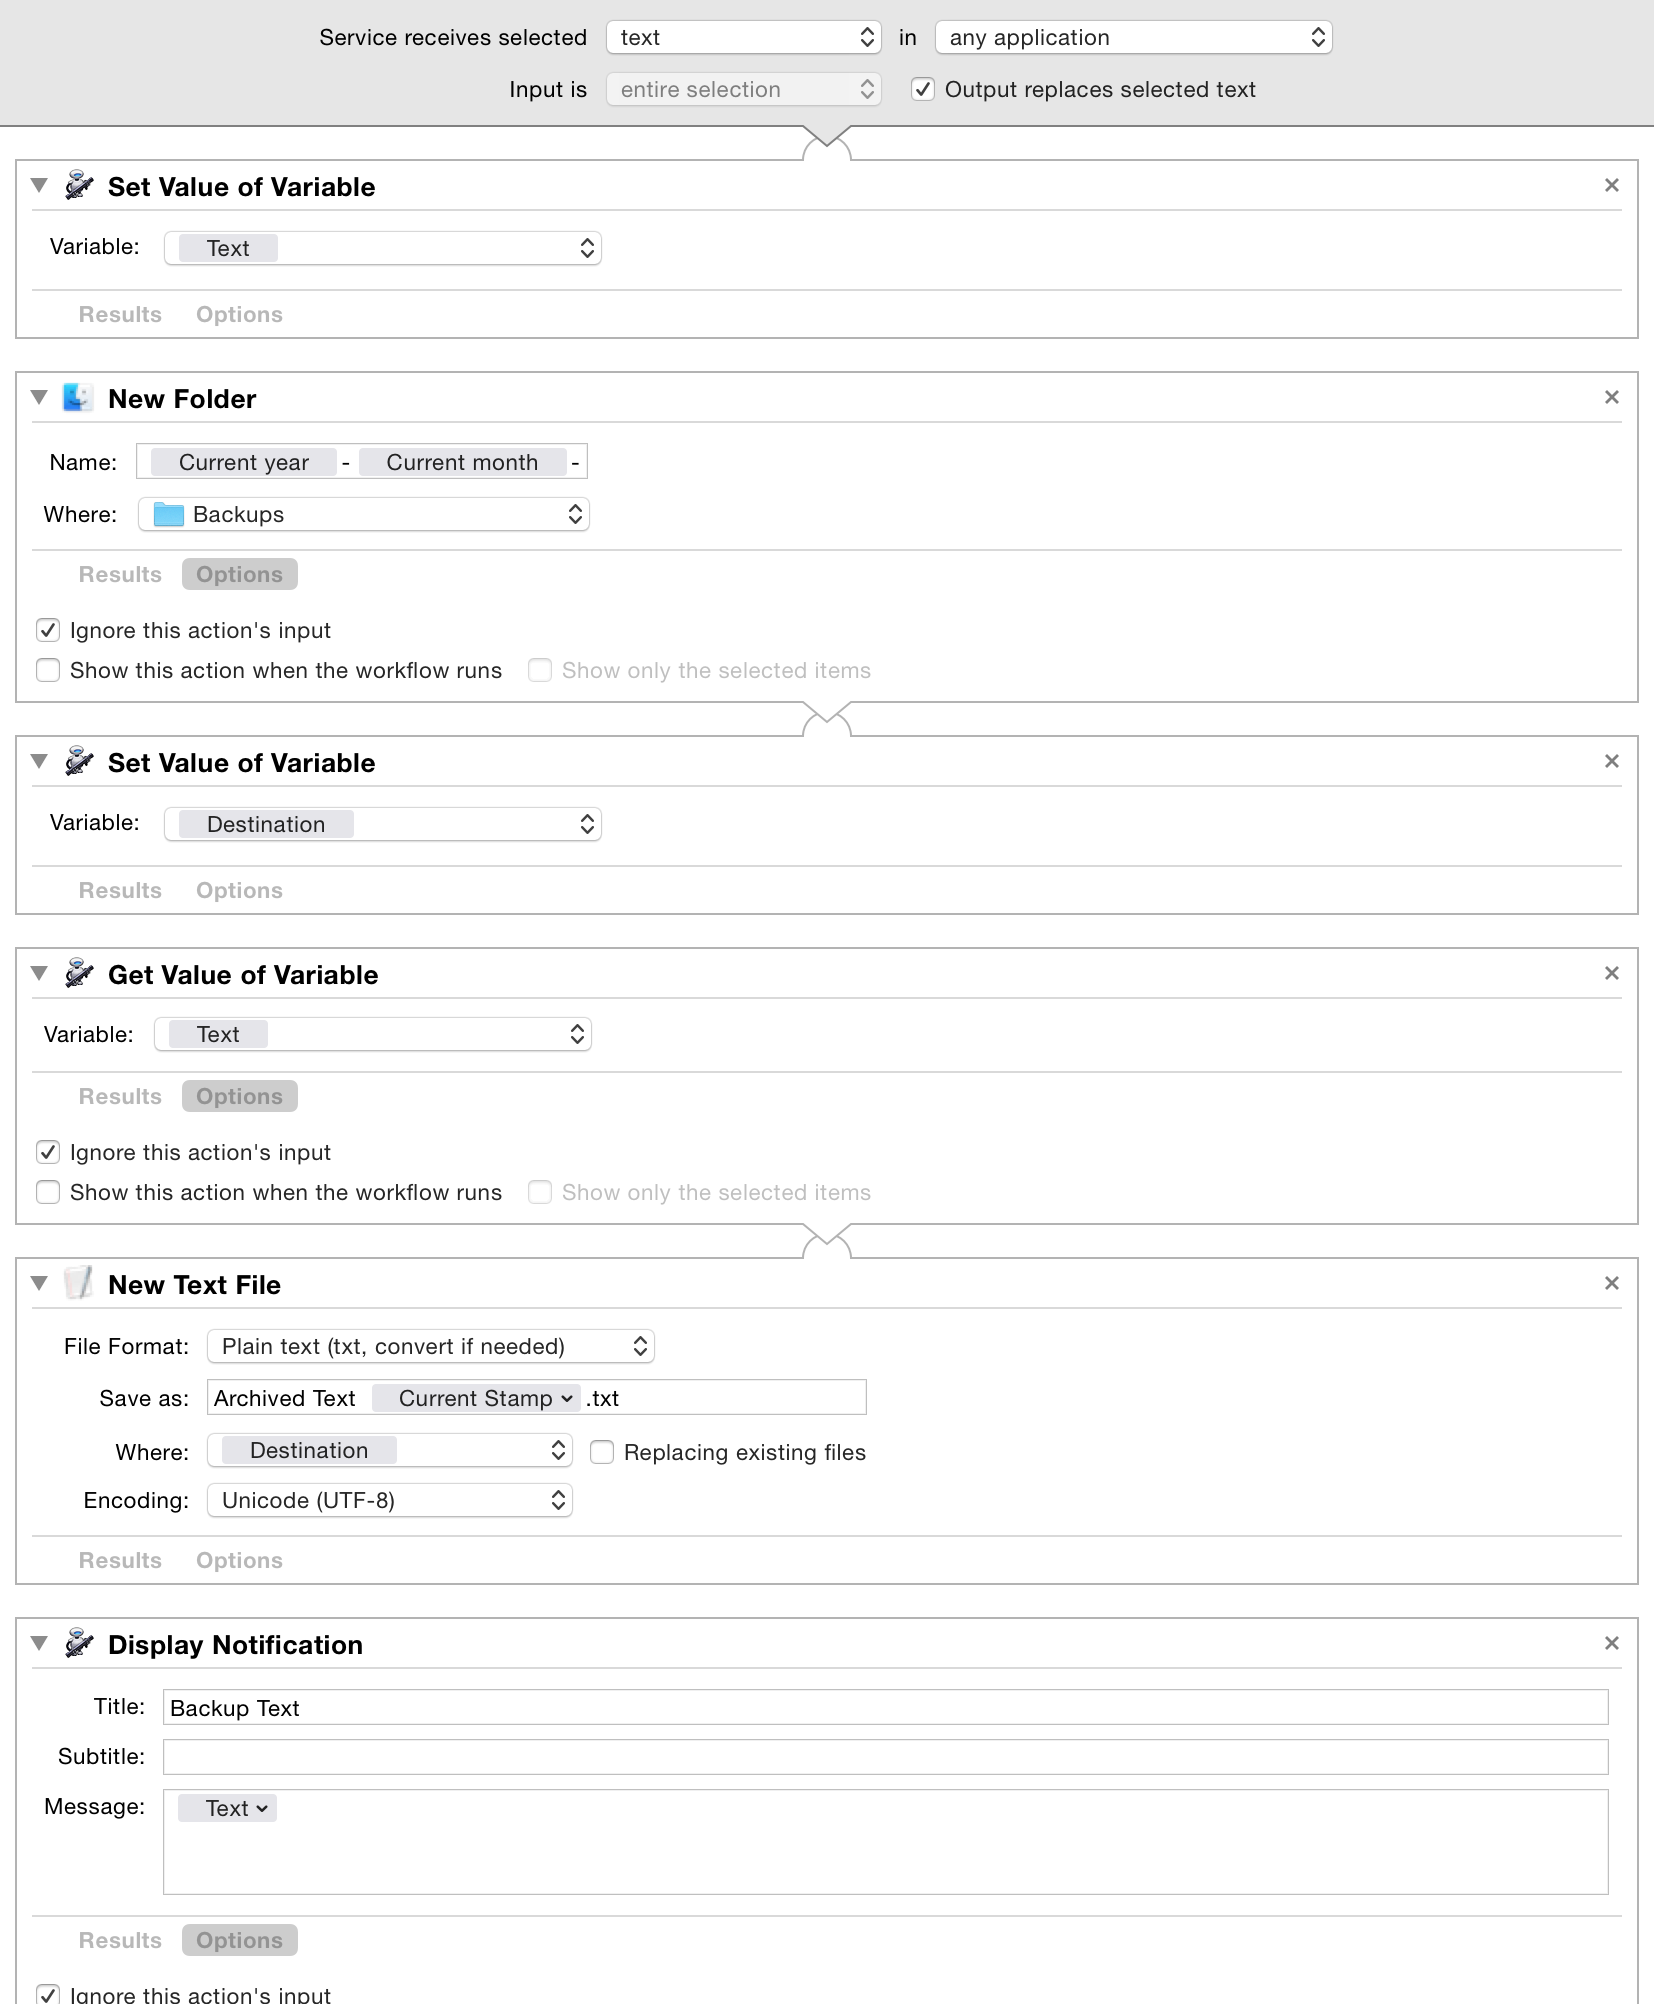 Service receives selected text in any application
Input is entire selection Output replaces selected text
Set Value of Variable
Variable: Text
Results Options
New Folder
Name: Current year - Current month -
Where: Backups
Results Options
Ignore this action's input
Show this action when the workflow runs Show only the selected items
Set Value of Variable
Variable: Destination
Results Options
Get Value of Variable
Variable: Text
Results Options
Ignore this action's input
Show this action when the workflow runs Show only the selected items
New Text File
File Format: Plain text (txt, convert if needed)
Save as: Archived Text Current Stamp .txt
Where: Destination Replacing existing files
Encoding: Unicode (UTF-8)
Results Options
Display Notification
Title: Backup Text
Subtitle:
Message: Text
Results Options
Ignore this action's input